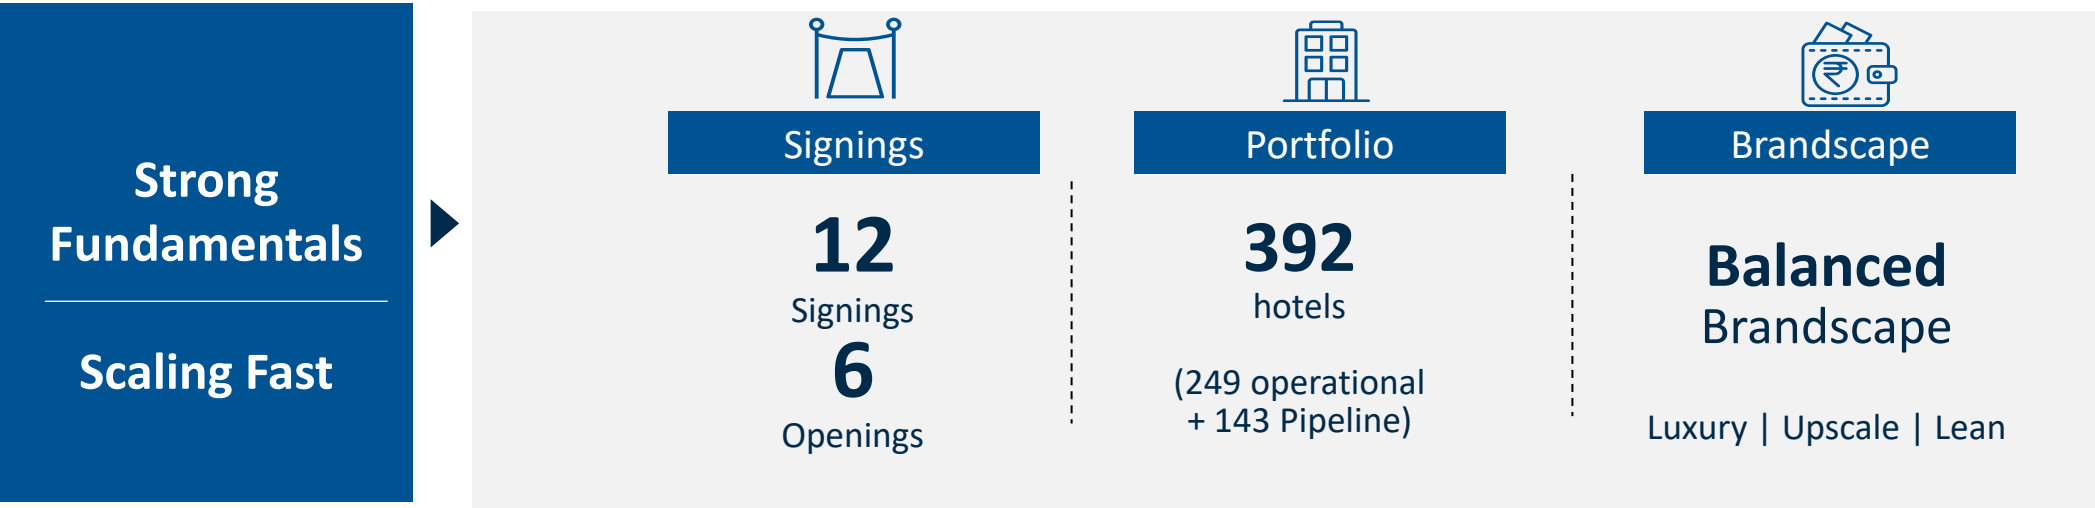 Strong
Fundamentals
Scaling Fast
Signings
12
Signings
6
Openings
Portfolio
392
hotels
(249 operational
+ 143 Pipeline)
Brandscape
Balanced
Brandscape
Luxury | Upscale | Lean